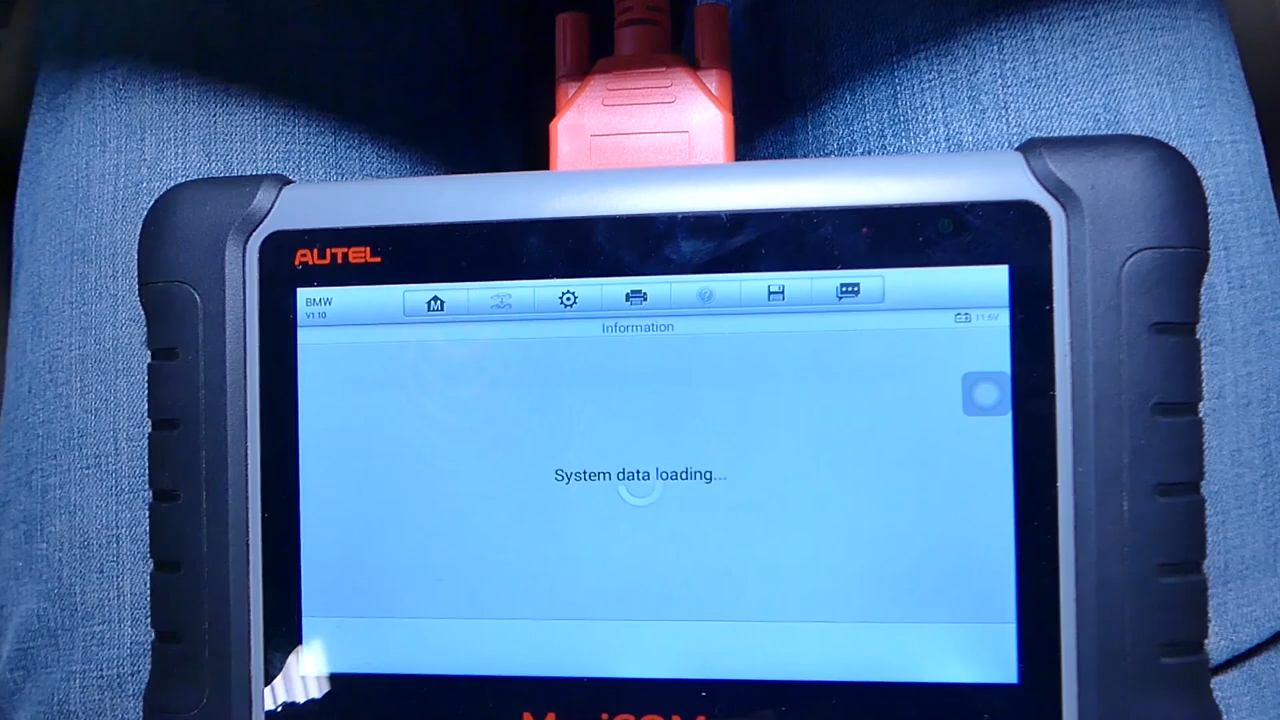 AUTEL
BMW
V1.10
M
Information
11.6V
System data loading...